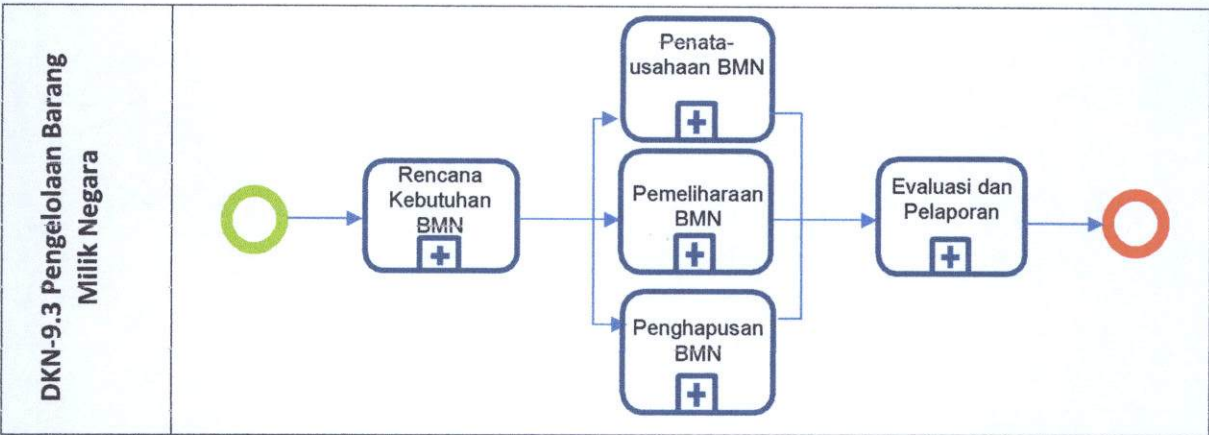 DKN-9.3 Pengelolaan Barang
Milik Negara
Rencana
Kebutuhan
BMN
Penata-
usahaan BMN
Pemeliharaan
BMN
Penghapusan
BMN
Evaluasi dan
Pelaporan